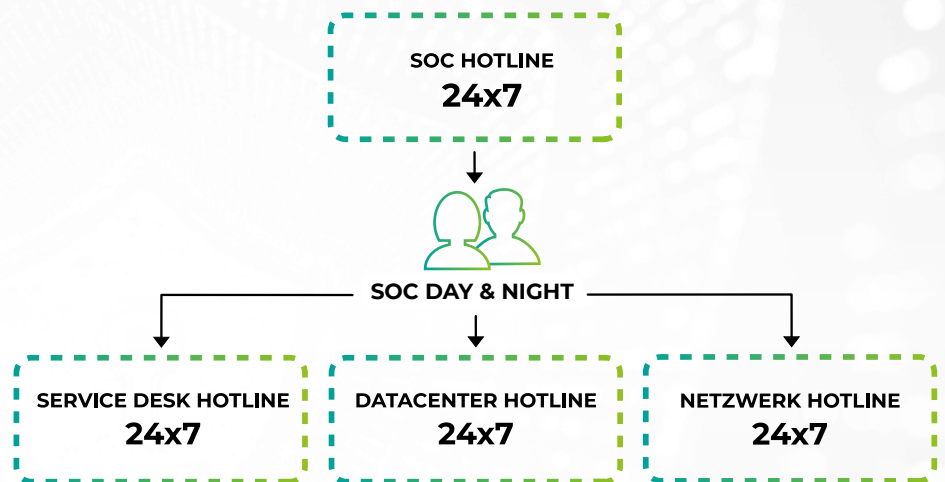 SOC HOTLINE
24x7
SOC DAY & NIGHT
SERVICE DESK HOTLINE
24x7
DATACENTER HOTLINE
24x7
NETZWERK HOTLINE
24x7